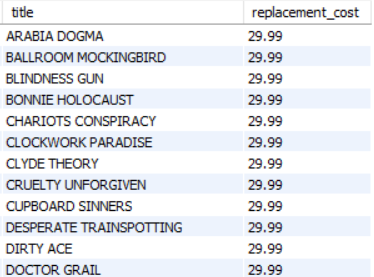 title replacement_cost
ARABIA DOGMA 29.99
BALLROOM MOCKINGBIRD 29.99
BLINDNESS GUN 29.99
BONNIE HOLOCAUST 29.99
CHARIOTS CONSPIRACY 29.99
CLOCKWORK PARADISE 29.99
CLYDE THEORY 29.99
CRUELTY UNFORGIVEN 29.99
CUPBOARD SINNERS 29.99
DESPERATE TRAINSPOTTING 29.99
DIRTY ACE 29.99
DOCTOR GRAIL 29.99